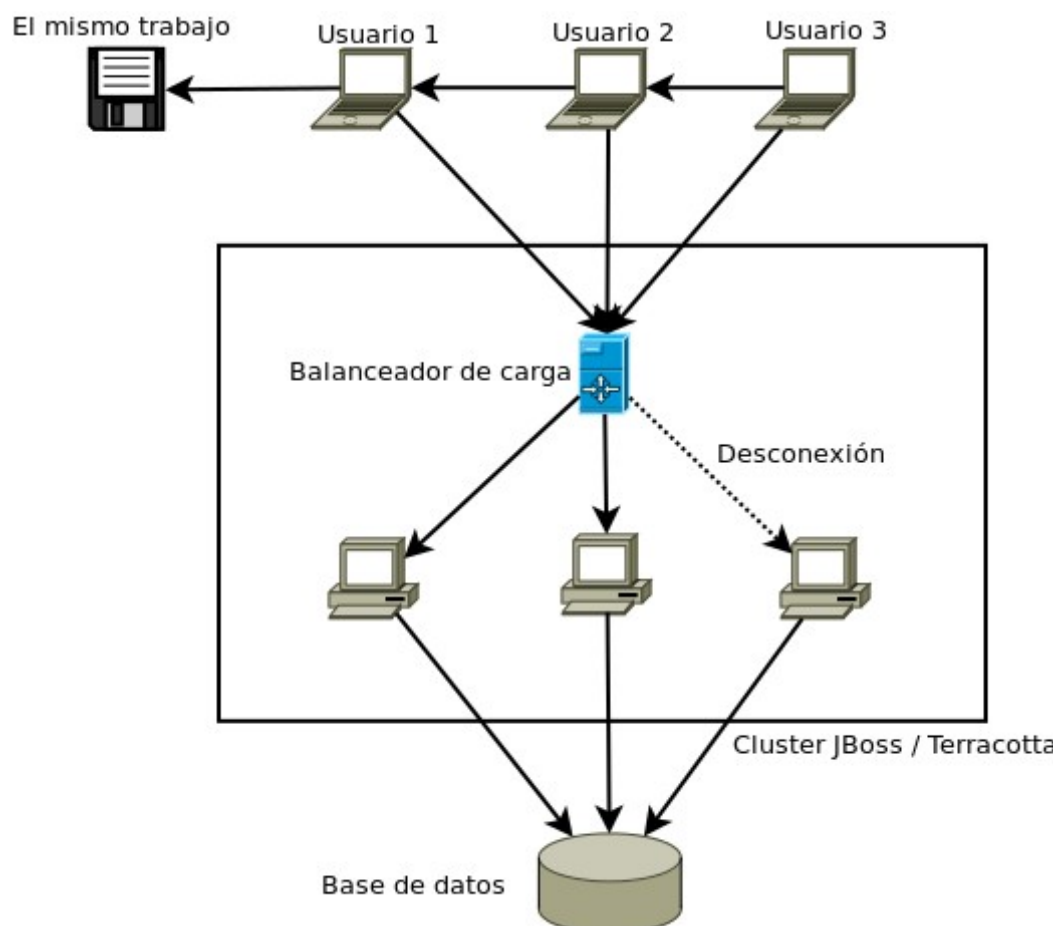 El mismo trabajo
Usuario 1
Usuario 2
Usuario 3
Balanceador de carga
Desconexión
Cluster JBoss / Terracotta
Base de datos